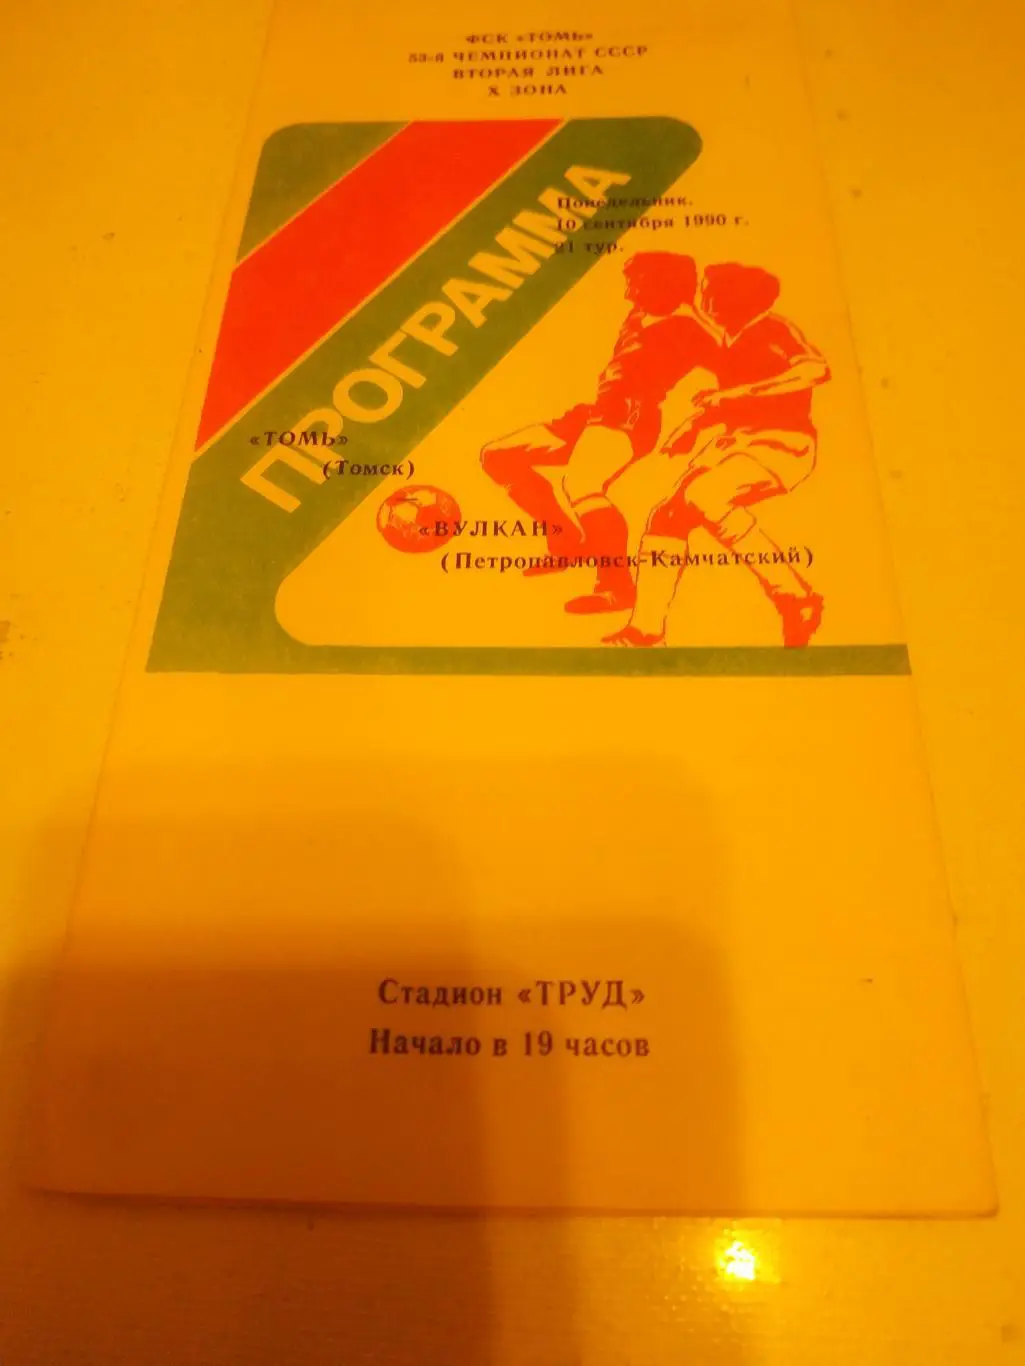 ФСК «ТОМЬ»
53-й ЧЕМПИОНАТ СССР
ВТОРАЯ ЛИГА
X ЗОНА
ПРОГРАММА
Понедельник.
10 сентября 1990 г.
21 тур.
«ТОМЬ»
(Томск)
«ВУЛКАН»
(Петропавловск-Камчатский)
Стадион «ТРУД»
Начало в 19 часов